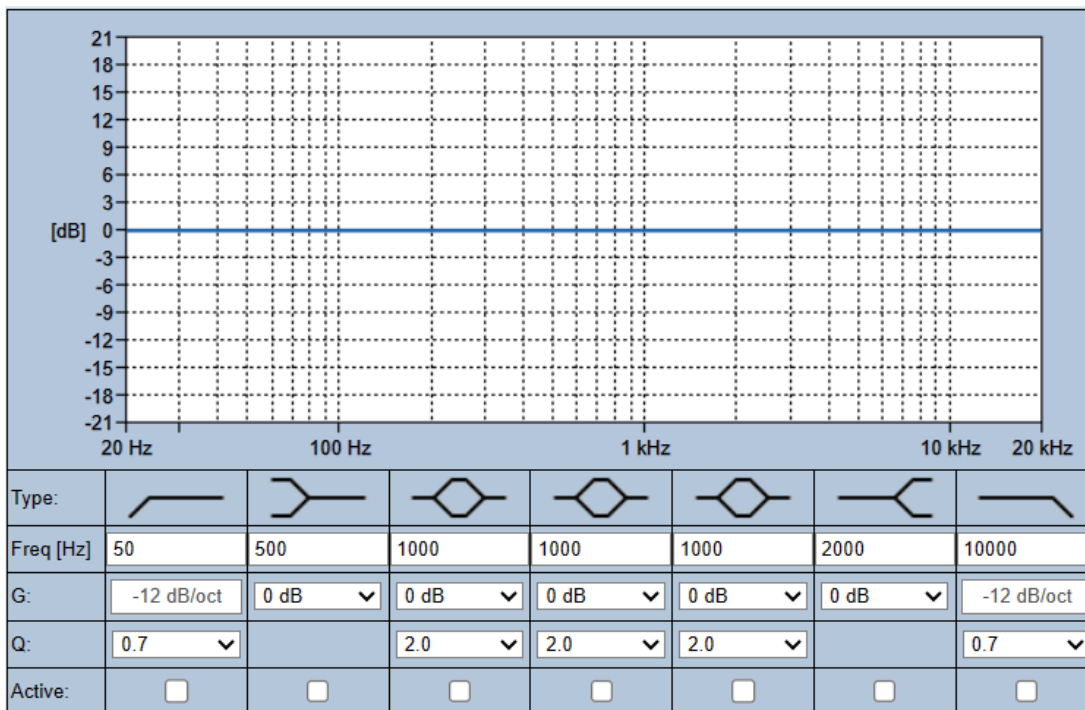 21
18
15
12
9
6
3
[dB] 0
-3
-6
-9
-12
-15
-18
-21
20 Hz 100 Hz 1 kHz 10 kHz 20 kHz
Type:
Freq [Hz] 50 500 1000 1000 1000 2000 10000
G: -12 dB/oct 0 dB 0 dB 0 dB 0 dB 0 dB -12 dB/oct
Q: 0.7 2.0 2.0 2.0 0.7
Active: